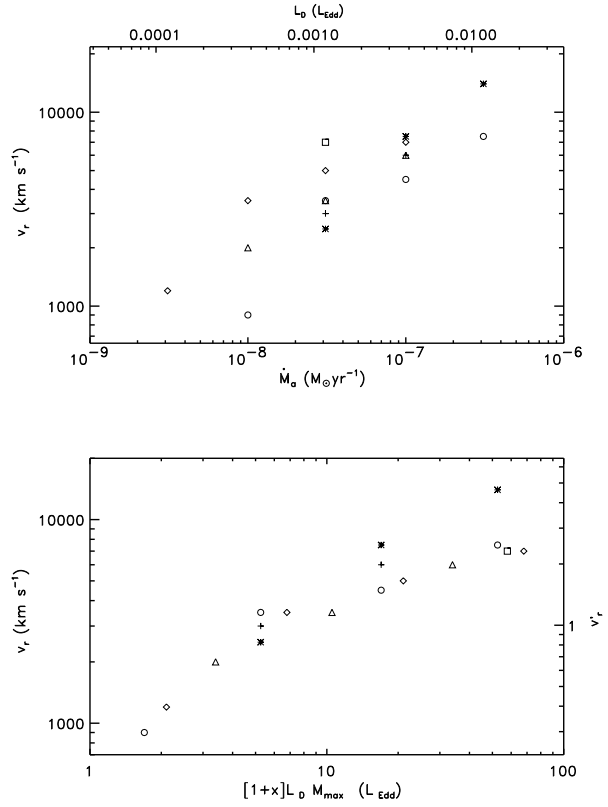 L_D (L_Edd)
0.0001 0.0010 0.0100
10000
v_r (km s⁻¹)
1000
10⁻⁹ 10⁻⁸ 10⁻⁷ 10⁻⁶
Ṁ_a (M_⊙yr⁻¹)
10000
v_r (km s⁻¹)
1
v'_r
1000
1 10 100
[1+x]L_D M_max (L_Edd)